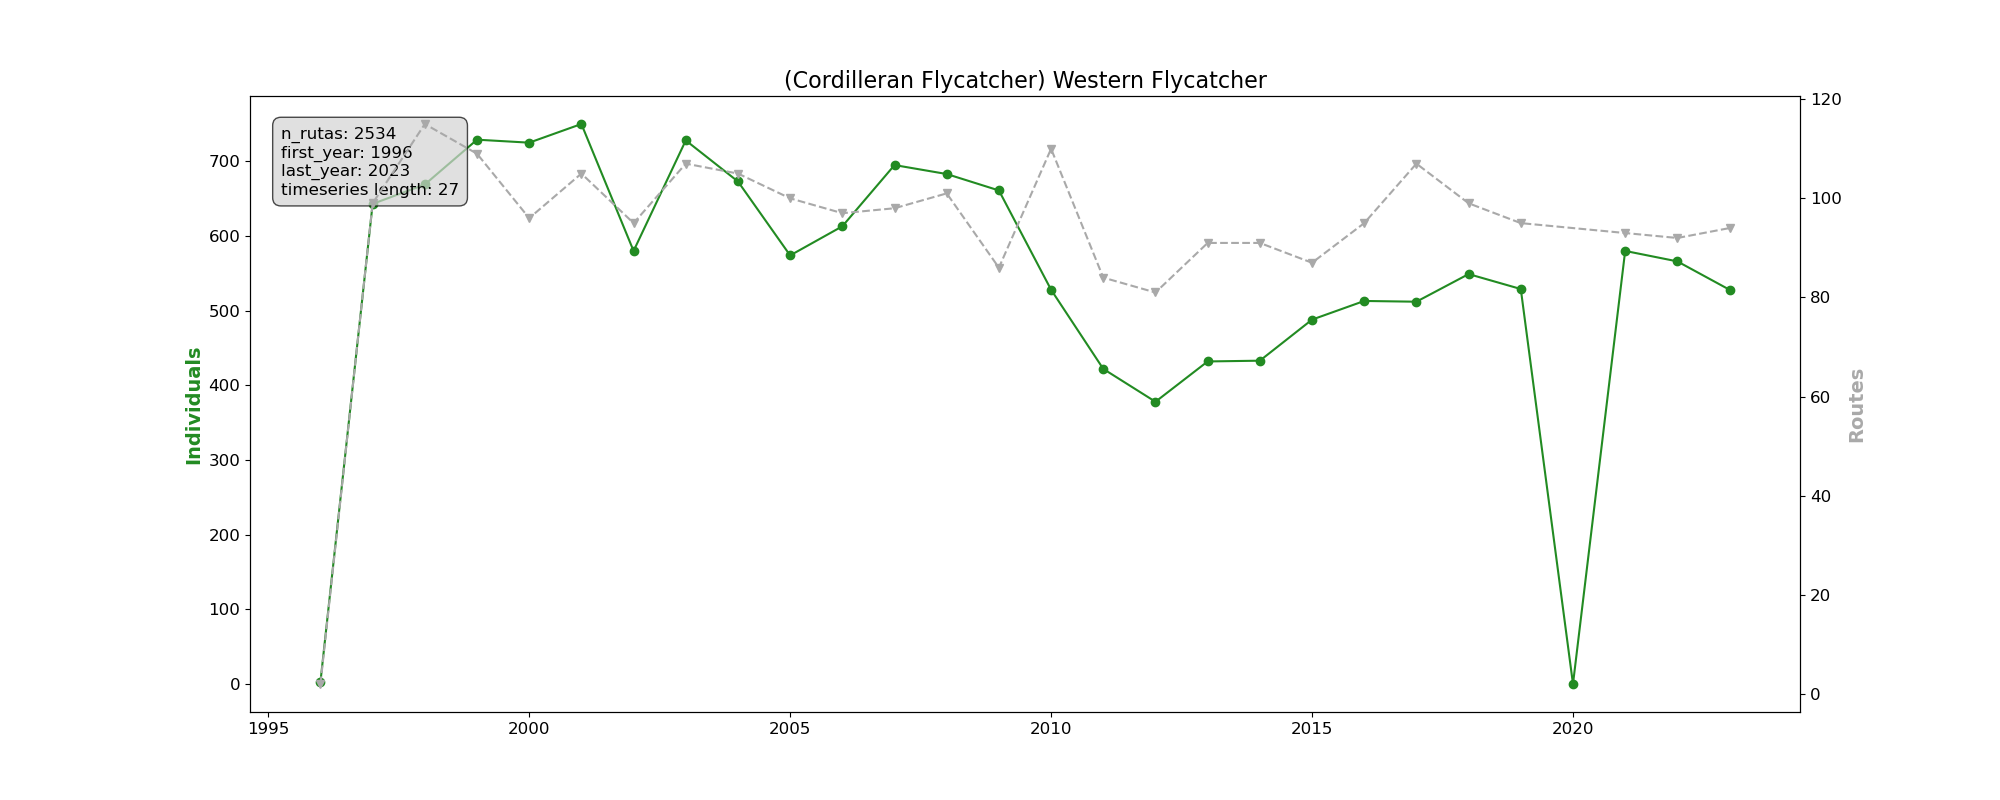 (Cordilleran Flycatcher) Western Flycatcher
n_rutas: 2534
first_year: 1996
last_year: 2023
timeseries length: 27
700
600
500
400
300
200
100
0
Individuals
120
100
80
60
40
20
0
Routes
1995 2000 2005 2010 2015 2020